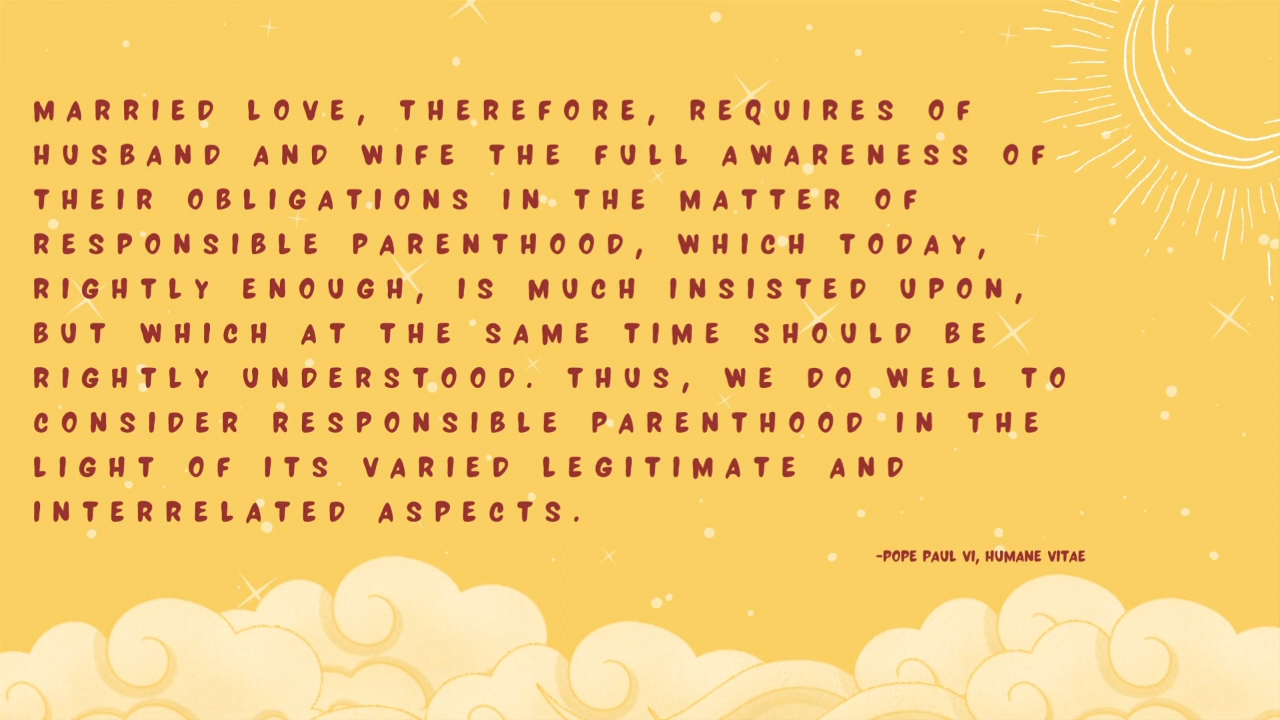 MARRIED LOVE, THEREFORE, REQUIRES OF
HUSBAND AND WIFE THE FULL AWARENESS OF
THEIR OBLIGATIONS IN THE MATTER OF
RESPONSIBLE PARENTHOOD, WHICH TODAY,
RIGHTLY ENOUGH, IS MUCH INSISTED UPON,
BUT WHICH AT THE SAME TIME SHOULD BE
RIGHTLY UNDERSTOOD. THUS, WE DO WELL TO
CONSIDER RESPONSIBLE PARENTHOOD IN THE
LIGHT OF ITS VARIED LEGITIMATE AND
INTERRELATED ASPECTS.
-POPE PAUL VI, HUMANE VITAE